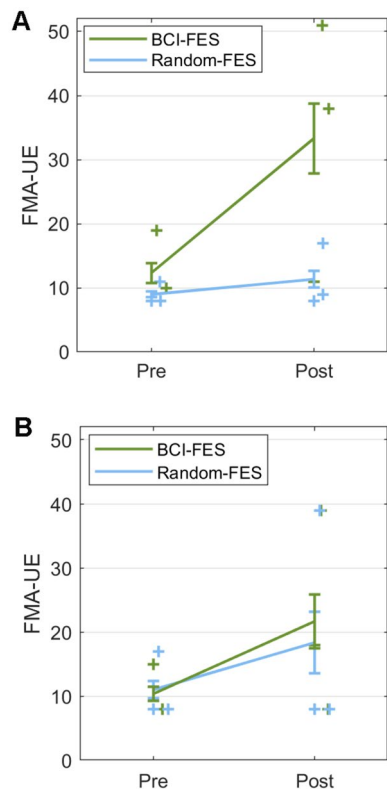 A
BCI-FES
Random-FES
50
40
30
20
10
0
FMA-UE
Pre
Post
B
BCI-FES
Random-FES
50
40
30
20
10
0
FMA-UE
Pre
Post